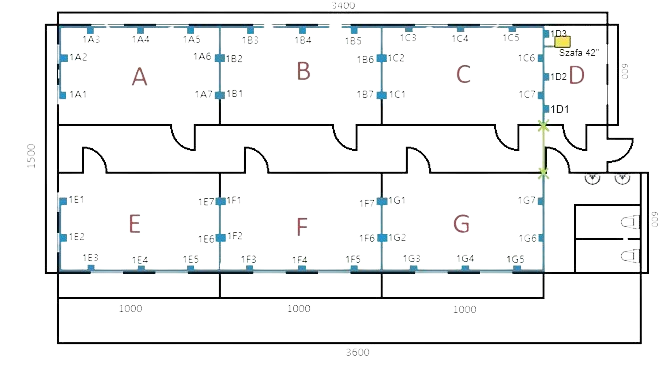 3400
1A3 1A4 1A5 1B3 1B4 1B5 1C3 1C4 1C5 1D3
Szafa 42"
1A2 1A6 1B2 1B6 1C2 1C6
A B C D
1D2
600
1A1 1A7 1B1 1B7 1C1 1C7
1D1
1500
1E1 1E7 1F1 1F7 1G1 1G7
600
E F G
1E2 1E6 1F2 1F6 1G2 1G6
1E3 1E4 1E5 1F3 1F4 1F5 1G3 1G4 1G5
1000 1000 1000
3600